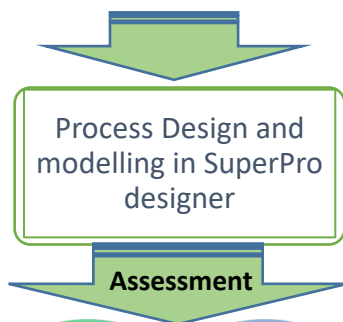 Process Design and
modelling in SuperPro
designer
Assessment